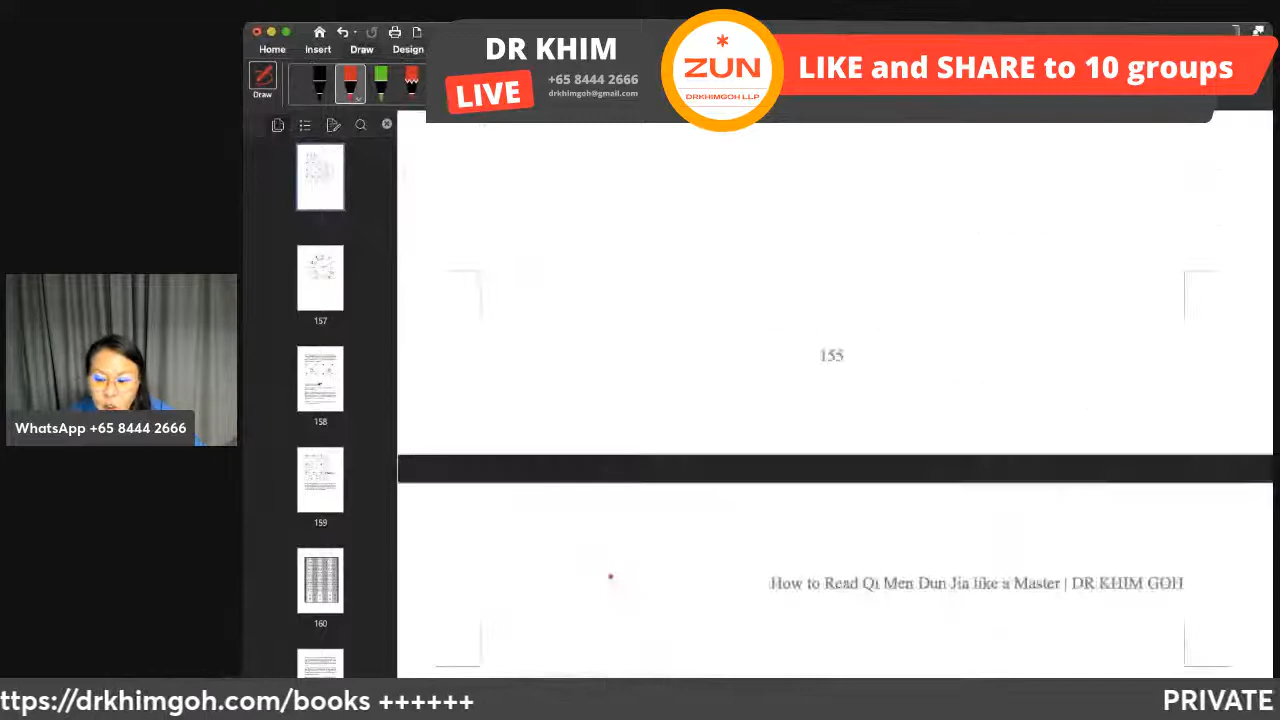 Home Insert Draw Design
Draw
DR KHIM
LIVE
+65 8444 2666
drkhimgoh@gmail.com
* ZUN
DRKHIMGOH LLP
LIKE and SHARE to 10 groups
157
158
159
160
155
How to Read Qi Men Dun Jia like a Master | DR KHIM GOH
WhatsApp +65 8444 2666
ttps://drkhimgoh.com/books ++++++
PRIVATE